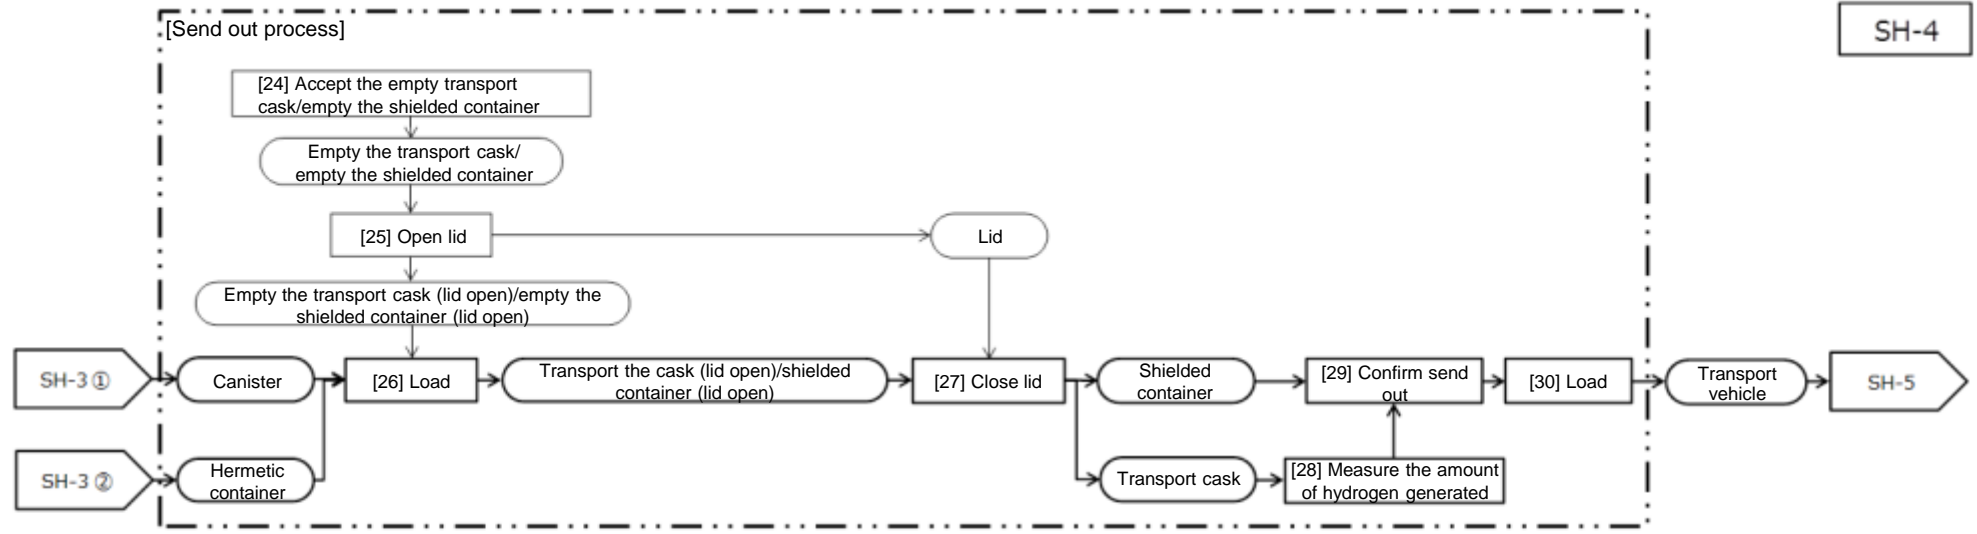 [Send out process]
SH-4
[24] Accept the empty transport
cask/empty the shielded container
Empty the transport cask/
empty the shielded container
[25] Open lid
Lid
Empty the transport cask (lid open)/empty the
shielded container (lid open)
SH-3 ①
Canister
[26] Load
Transport the cask (lid open)/shielded
container (lid open)
[27] Close lid
Shielded
container
[29] Confirm send
out
[30] Load
Transport
vehicle
SH-5
SH-3 ②
Hermetic
container
Transport cask
[28] Measure the amount
of hydrogen generated